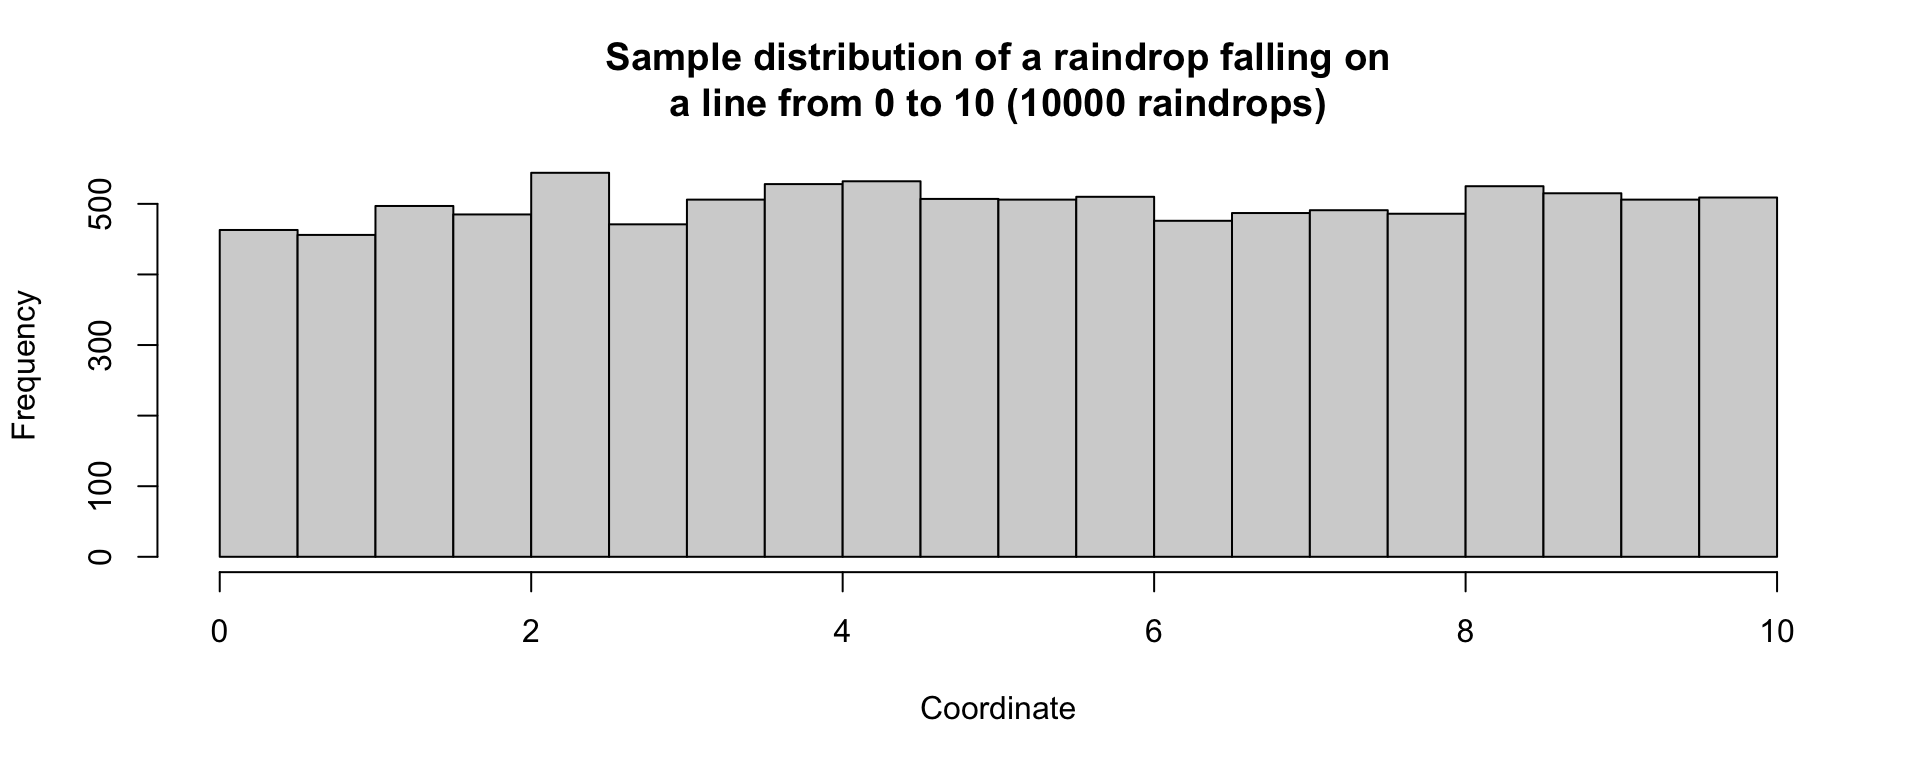 Sample distribution of a raindrop falling on
a line from 0 to 10 (10000 raindrops)
500
300
100
0
Frequency
0 2 4 6 8 10
Coordinate